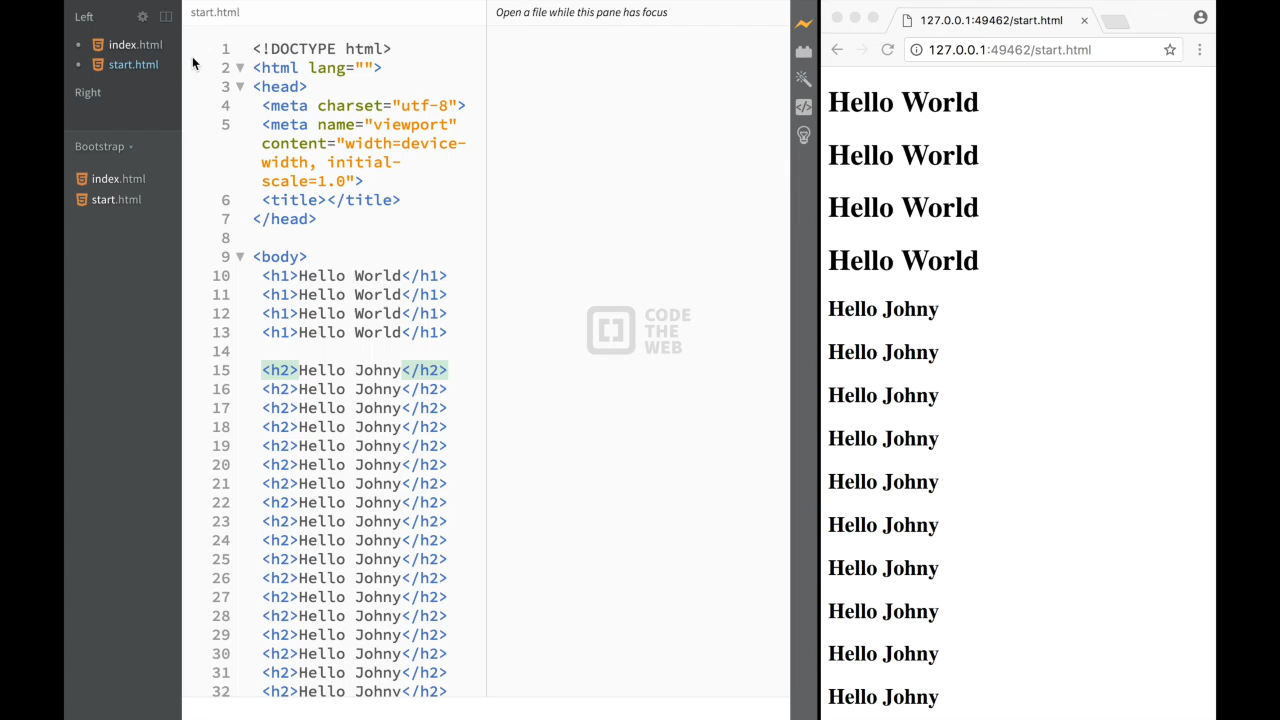 Left
index.html
start.html
Right
Bootstrap
index.html
start.html
start.html
1 <!DOCTYPE html>
2 <html lang="">
3 <head>
4 <meta charset="utf-8">
5 <meta name="viewport"
content="width=device-
width, initial-
scale=1.0">
6 <title></title>
7 </head>
8
9 <body>
10 <h1>Hello World</h1>
11 <h1>Hello World</h1>
12 <h1>Hello World</h1>
13 <h1>Hello World</h1>
14
15 <h2>Hello Johny</h2>
16 <h2>Hello Johny</h2>
17 <h2>Hello Johny</h2>
18 <h2>Hello Johny</h2>
19 <h2>Hello Johny</h2>
20 <h2>Hello Johny</h2>
21 <h2>Hello Johny</h2>
22 <h2>Hello Johny</h2>
23 <h2>Hello Johny</h2>
24 <h2>Hello Johny</h2>
25 <h2>Hello Johny</h2>
26 <h2>Hello Johny</h2>
27 <h2>Hello Johny</h2>
28 <h2>Hello Johny</h2>
29 <h2>Hello Johny</h2>
30 <h2>Hello Johny</h2>
31 <h2>Hello Johny</h2>
32 <h2>Hello Johny</h2>
Open a file while this pane has focus
CODE
THE
WEB
127.0.0.1:49462/start.html
127.0.0.1:49462/start.html
Hello World
Hello World
Hello World
Hello World
Hello Johny
Hello Johny
Hello Johny
Hello Johny
Hello Johny
Hello Johny
Hello Johny
Hello Johny
Hello Johny
Hello Johny